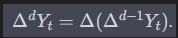 Δ^d Y_t = Δ(Δ^{d−1} Y_t).